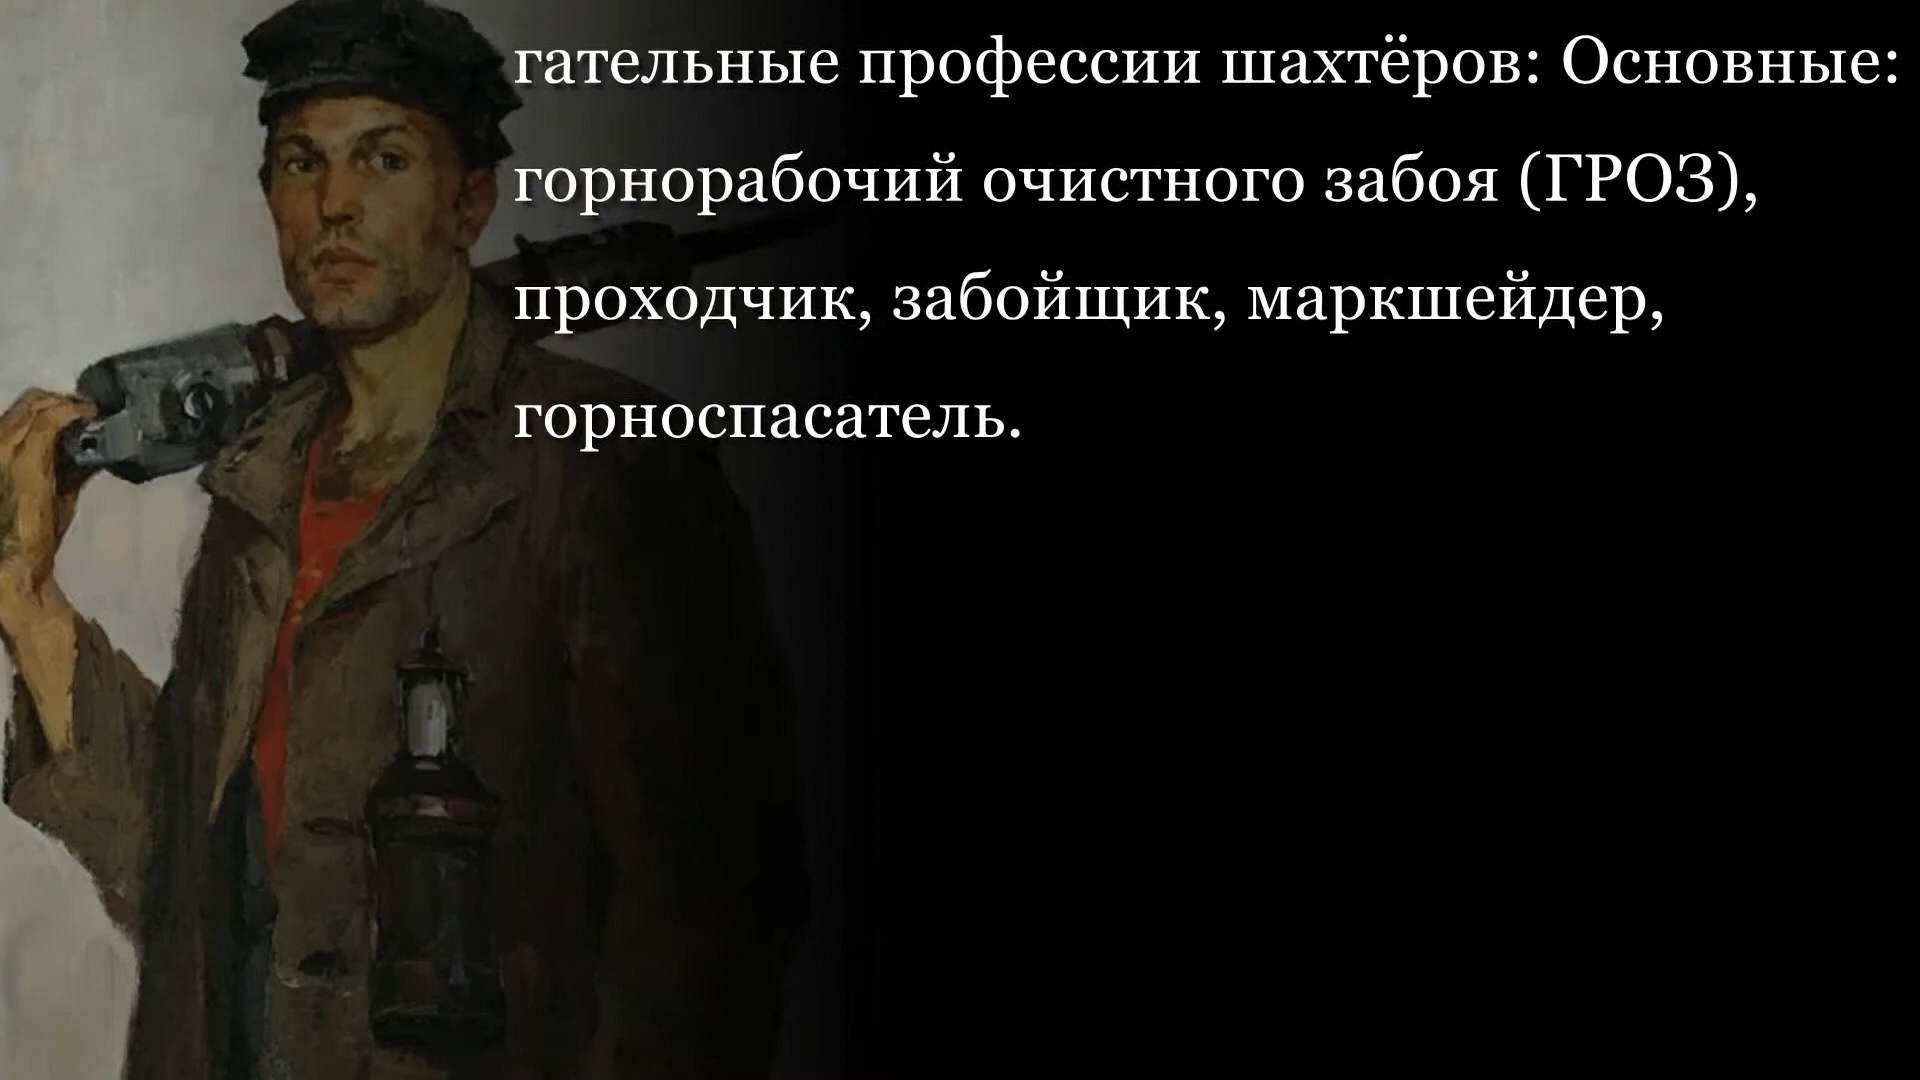 гательные профессии шахтёров: Основные:
горнорабочий очистного забоя (ГРОЗ),
проходчик, забойщик, маркшейдер,
горноспасатель.